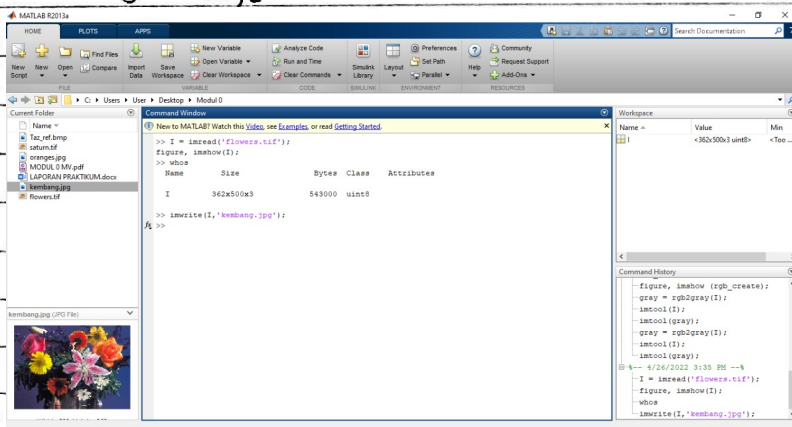 MATLAB R2013a
HOME PLOTS APPS
Search Documentation
New Script
New
Open
Find Files
Compare
Import Data
Save Workspace
New Variable
Open Variable
Clear Workspace
Analyze Code
Run and Time
Clear Commands
Simulink Library
Layout
Preferences
Set Path
Parallel
Help
Community
Request Support
Add-Ons
FILE VARIABLE CODE SIMULINK ENVIRONMENT RESOURCES
C: Users User Desktop Modul 0
Current Folder
Name
Taz_ref.bmp
saturn.tif
oranges.jpg
MODUL 0 MV.pdf
LAPORAN PRAKTIKUM.docx
kembang.jpg
flowers.tif
kembang.jpg (JPG File)
Command Window
New to MATLAB? Watch this Video, see Examples, or read Getting Started.
>> I = imread('flowers.tif');
figure, imshow(I);
>> whos
Name Size Bytes Class Attributes
I 362x500x3 543000 uint8
>> imwrite(I,'kembang.jpg');
fx >>
Workspace
Name Value Min
I <362x500x3 uint8> <Too ...
Command History
figure, imshow (rgb_create);
gray = rgb2gray(I);
imtool(I);
imtool(gray);
gray = rgb2gray(I);
imtool(I);
imtool(gray);
%-- 4/26/2022 3:35 PM --%
I = imread('flowers.tif');
figure, imshow(I);
whos
imwrite(I,'kembang.jpg');